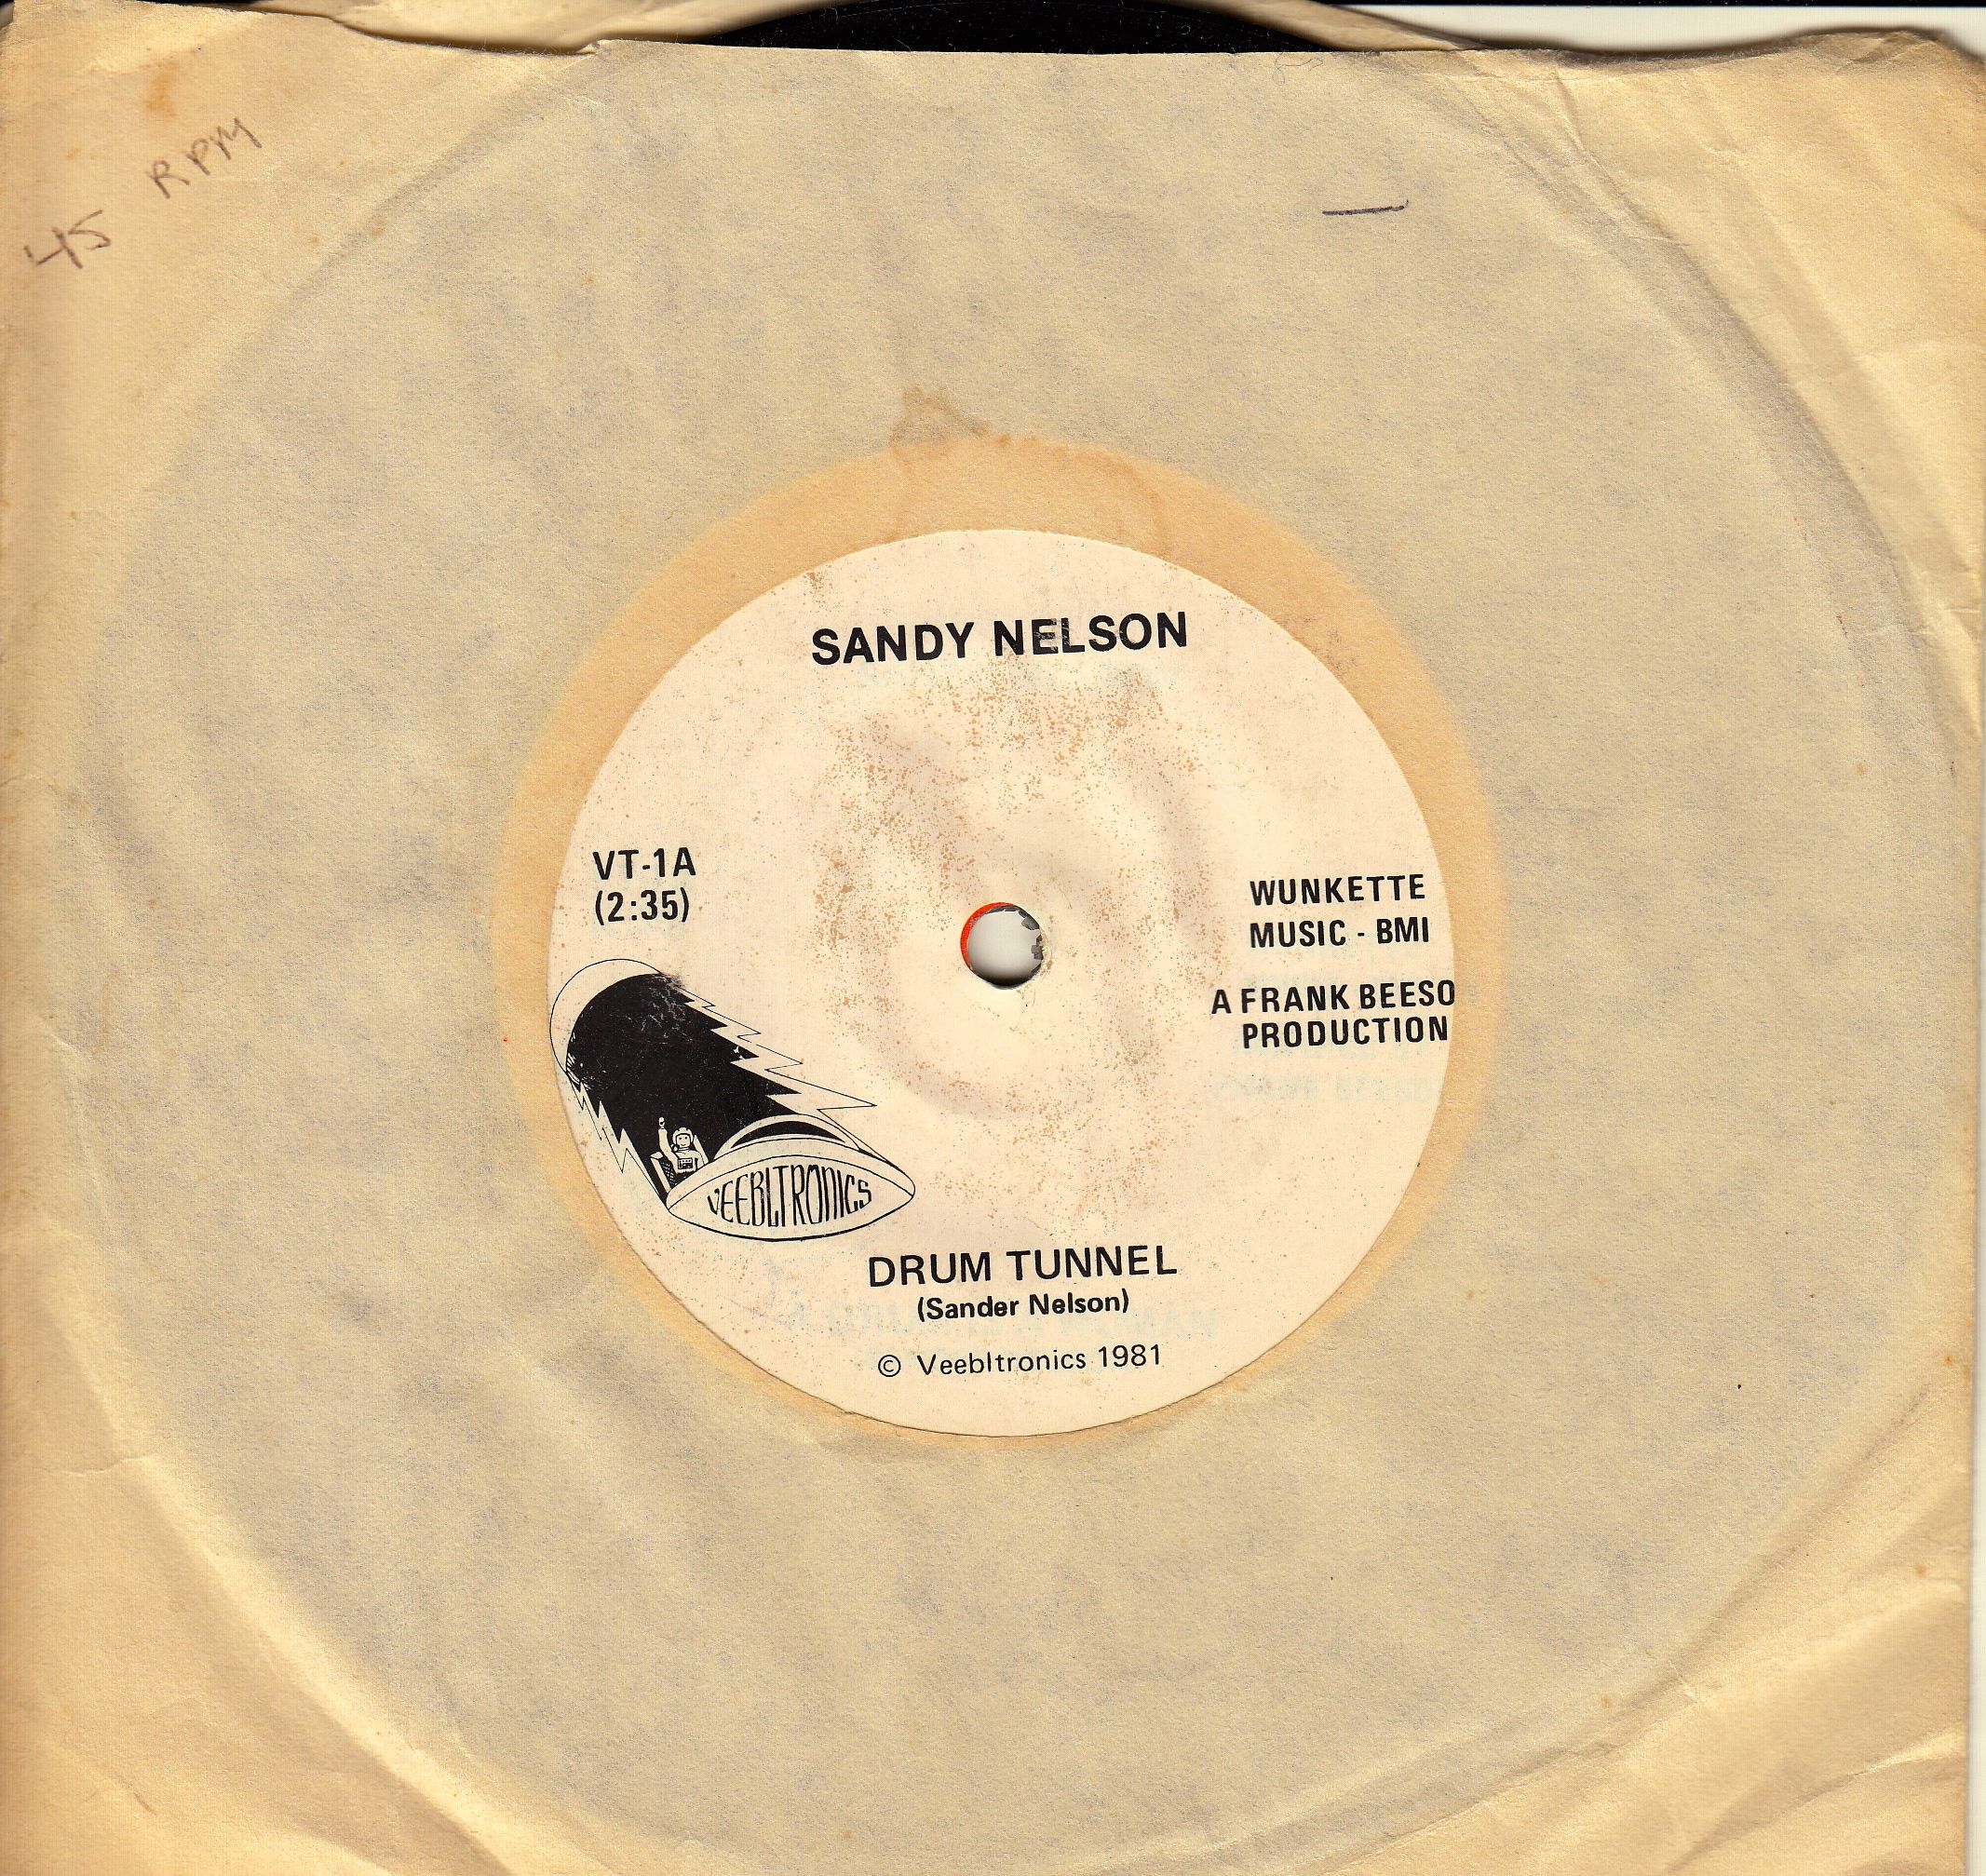 45 RPM
SANDY NELSON
VT-1A
(2:35)
WUNKETTE
MUSIC - BMI
A FRANK BEESO
PRODUCTION
VEEBLTRONICS
DRUM TUNNEL
(Sander Nelson)
© Veebltronics 1981